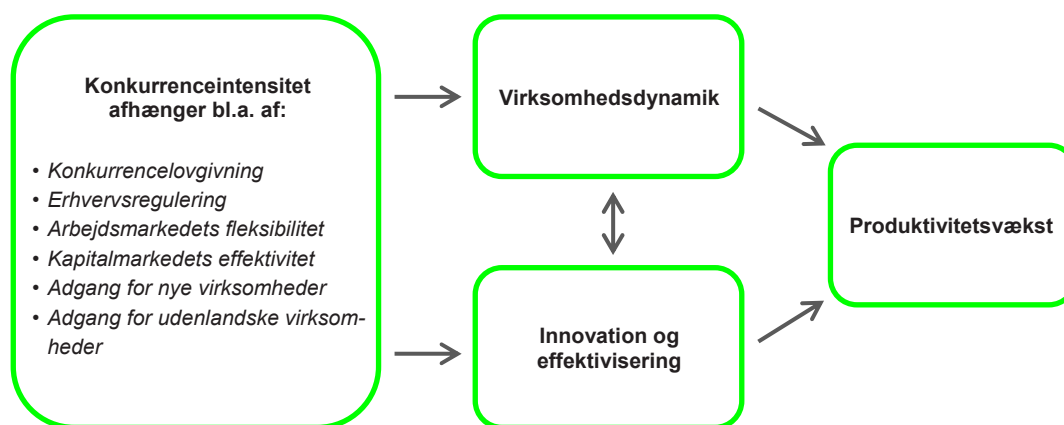 Konkurrenceintensitet
afhænger bl.a. af:
• Konkurrencelovgivning
• Erhvervsregulering
• Arbejdsmarkedets fleksibilitet
• Kapitalmarkedets effektivitet
• Adgang for nye virksomheder
• Adgang for udenlandske virksom-
heder
Virksomhedsdynamik
Innovation og
effektivisering
Produktivitetsvækst